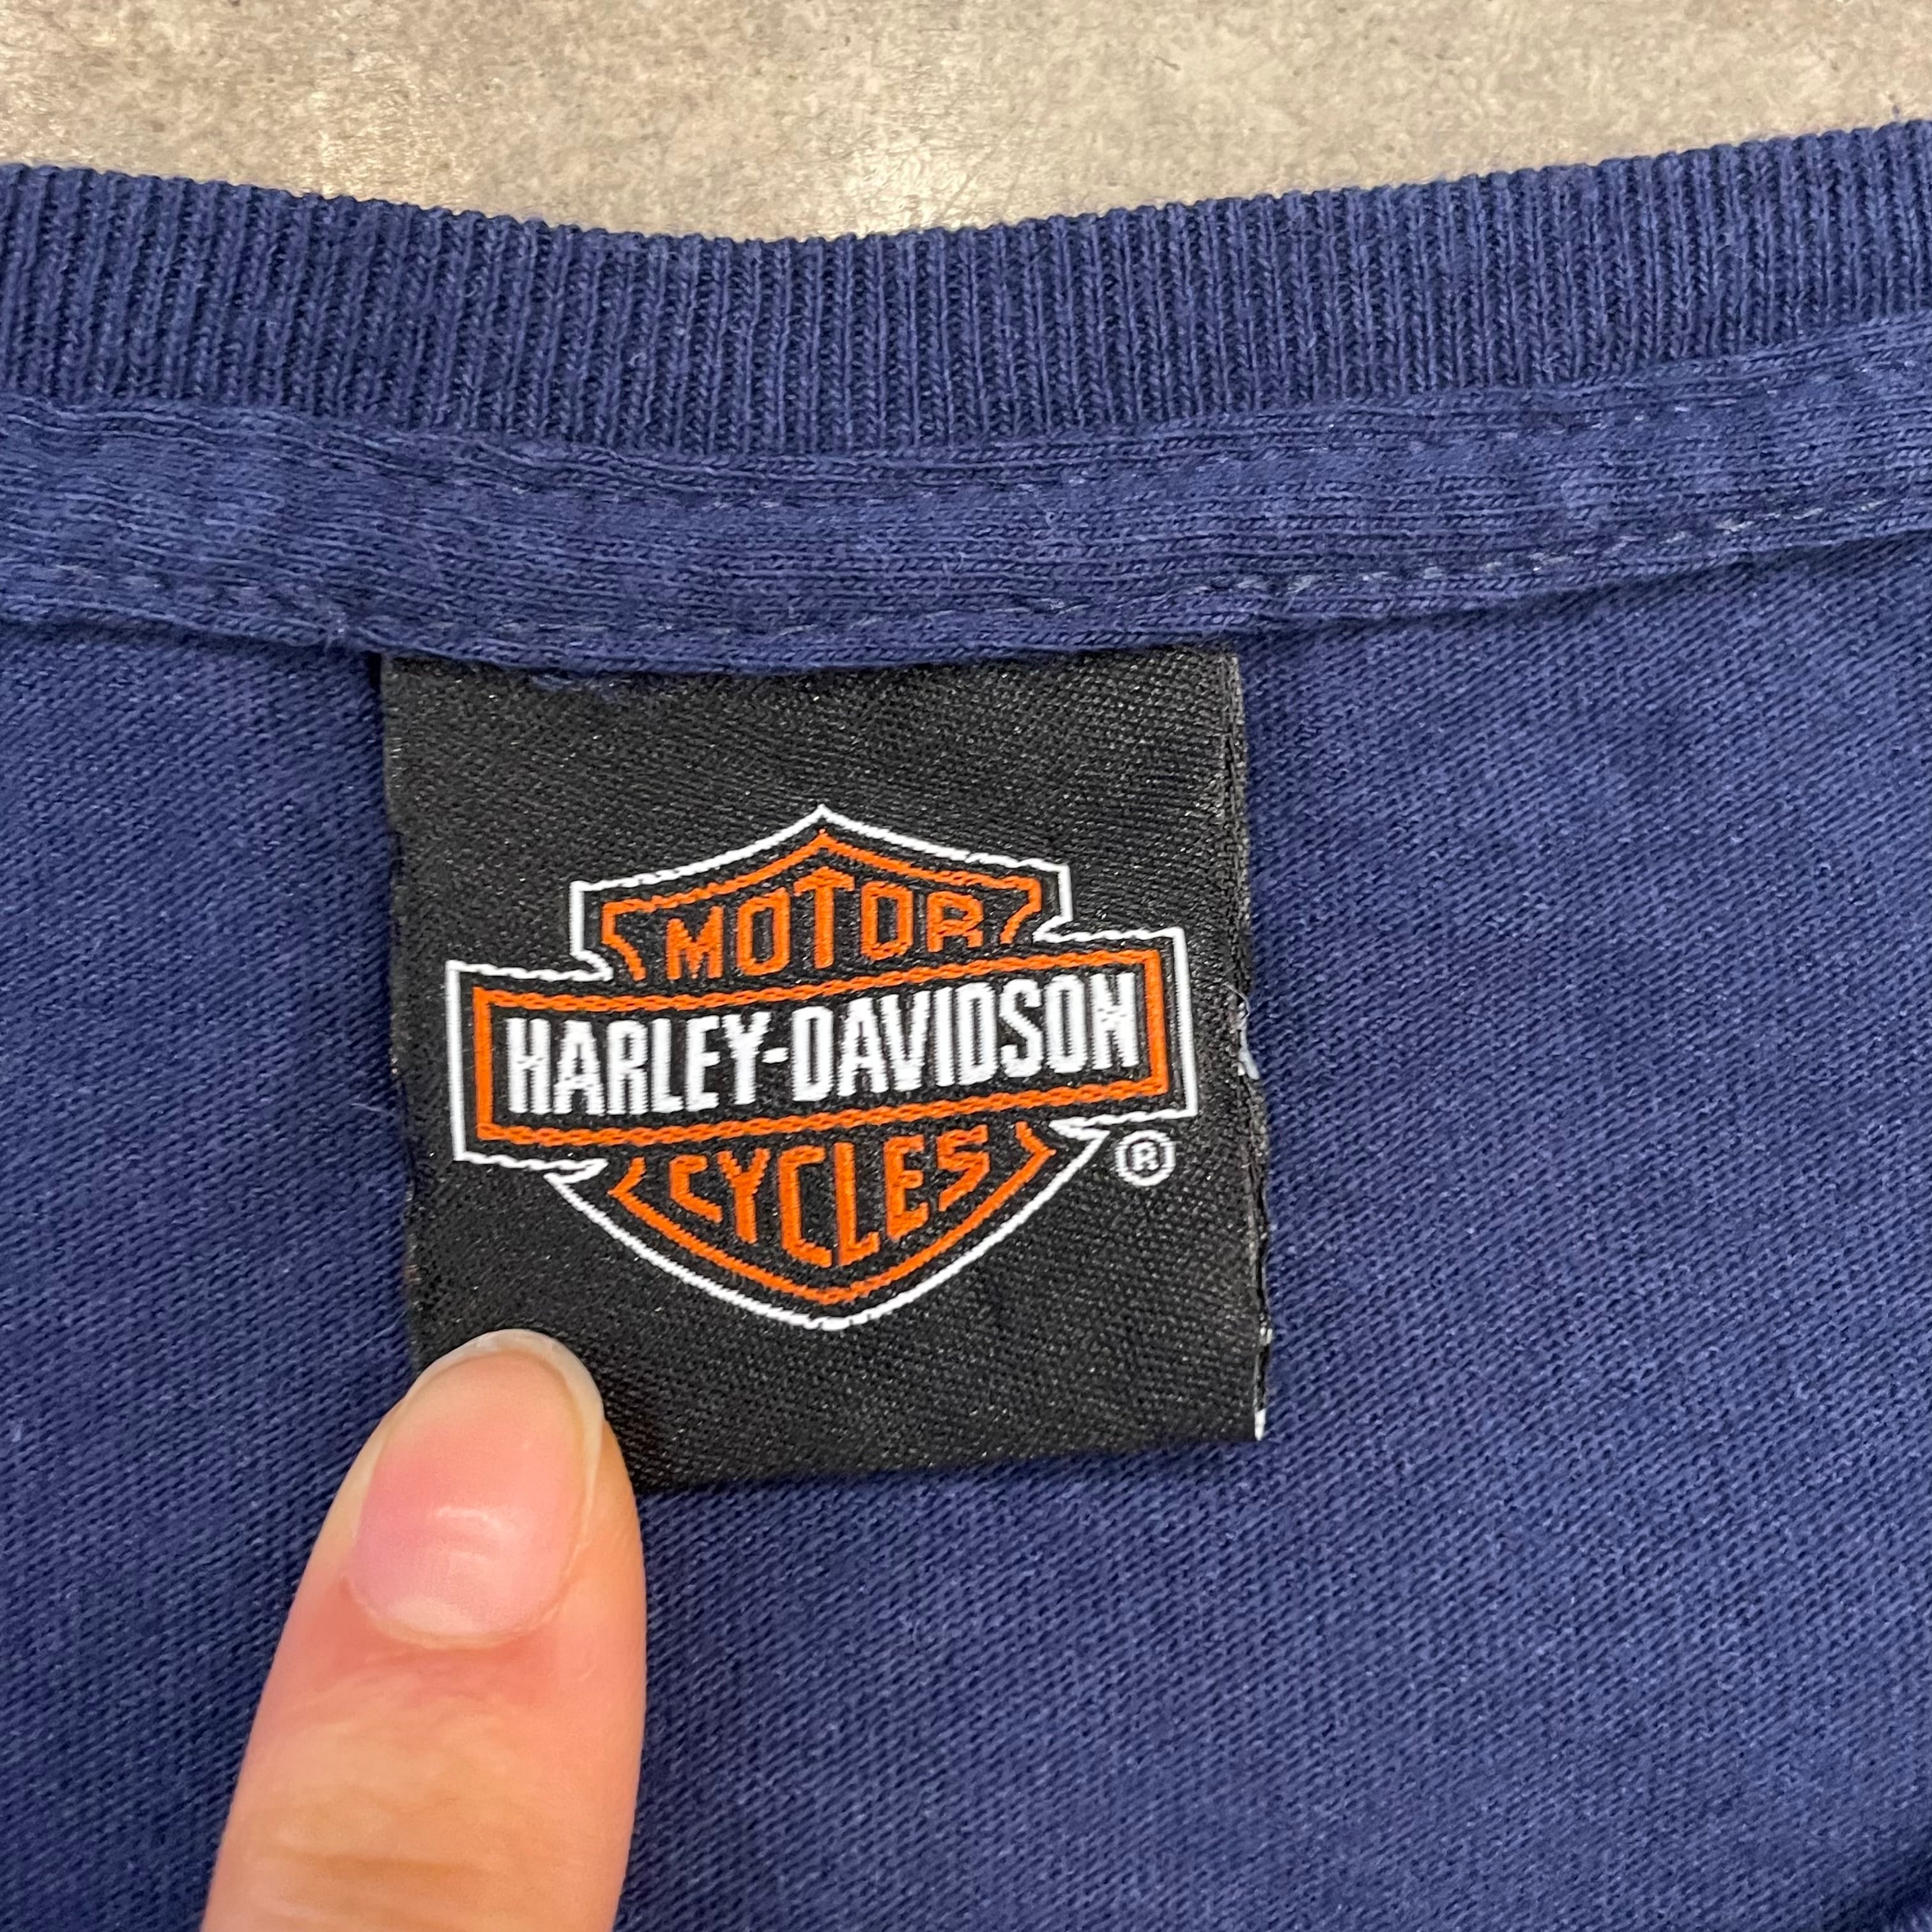 MOTOR
HARLEY-DAVIDSON
CYCLES
®